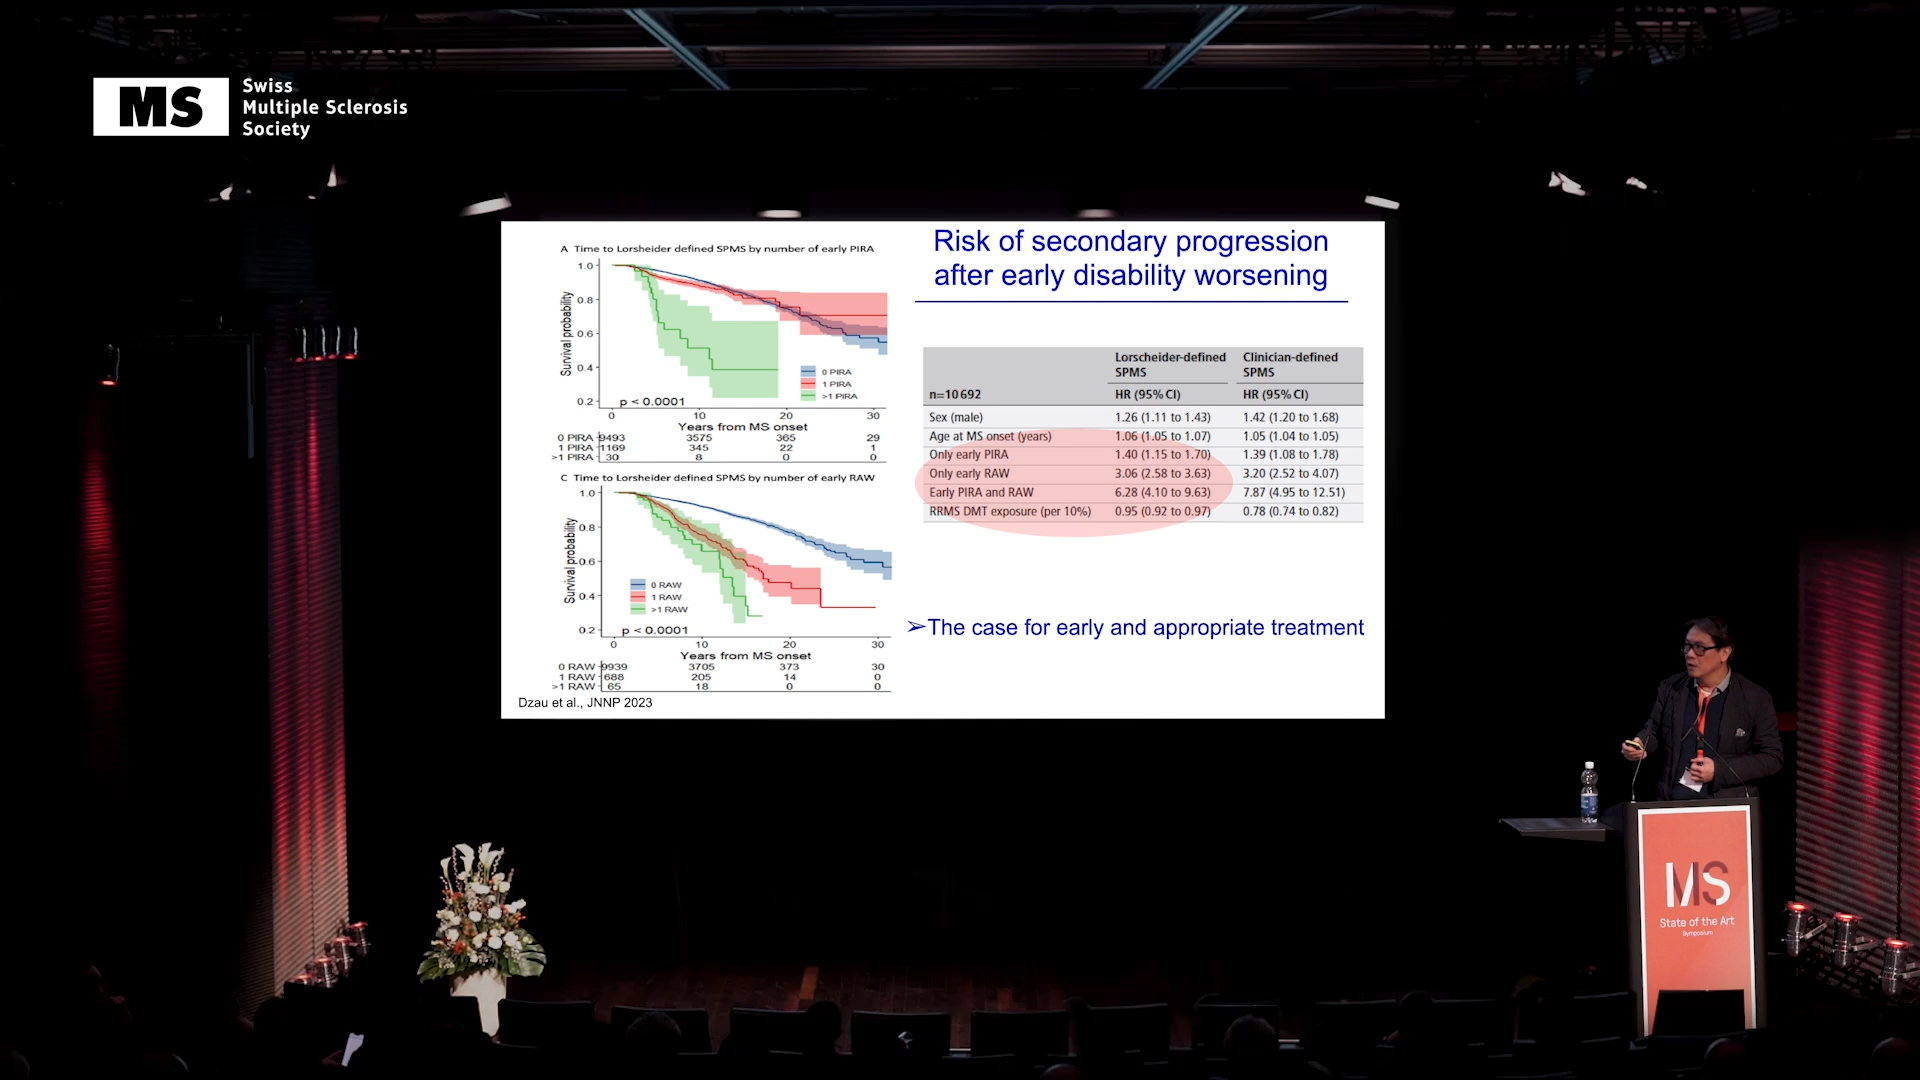 MS
Swiss
Multiple Sclerosis
Society
A Time to Lorsheider defined SPMS by number of early PIRA
Survival probability
1.0
0.8
0.6
0.4
0.2
0 PIRA
1 PIRA
>1 PIRA
p < 0.0001
0 10 20 30
Years from MS onset
0 PIRA 9493 3575 365 29
1 PIRA 1169 345 22 1
>1 PIRA 30 8 0 0
C Time to Lorsheider defined SPMS by number of early RAW
Survival probability
1.0
0.8
0.6
0.4
0.2
0 RAW
1 RAW
>1 RAW
p < 0.0001
0 10 20 30
Years from MS onset
0 RAW 9939 3705 373 30
1 RAW 688 205 14 0
>1 RAW 65 18 0 0
Dzau et al., JNNP 2023
Risk of secondary progression
after early disability worsening
Lorscheider-defined Clinician-defined
SPMS SPMS
n=10 692 HR (95% CI) HR (95% CI)
Sex (male) 1.26 (1.11 to 1.43) 1.42 (1.20 to 1.68)
Age at MS onset (years) 1.06 (1.05 to 1.07) 1.05 (1.04 to 1.05)
Only early PIRA 1.40 (1.15 to 1.70) 1.39 (1.08 to 1.78)
Only early RAW 3.06 (2.58 to 3.63) 3.20 (2.52 to 4.07)
Early PIRA and RAW 6.28 (4.10 to 9.63) 7.87 (4.95 to 12.51)
RRMS DMT exposure (per 10%) 0.95 (0.92 to 0.97) 0.78 (0.74 to 0.82)
➢The case for early and appropriate treatment
MS
State of the Art
Symposium